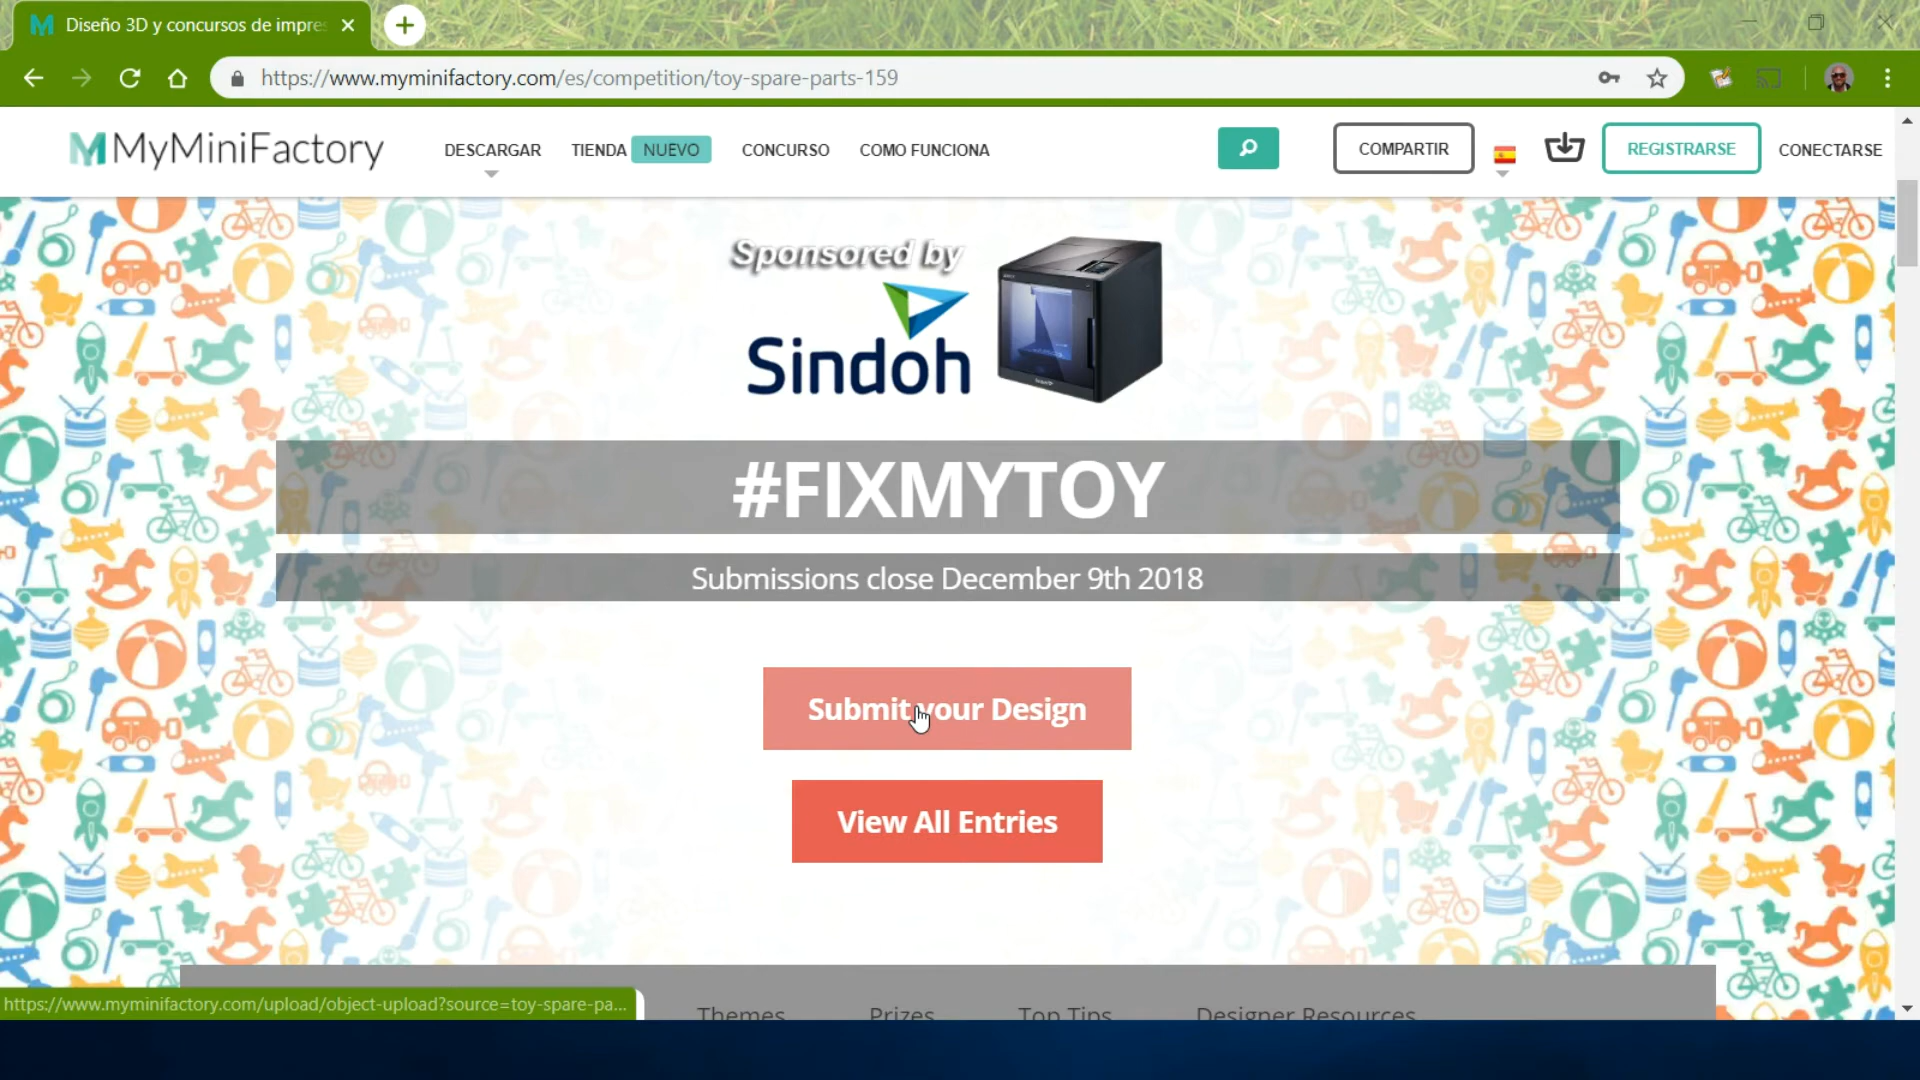 Diseño 3D y concursos de impre
https://www.myminifactory.com/es/competition/toy-spare-parts-159
MyMiniFactory
DESCARGAR
TIENDA NUEVO
CONCURSO
COMO FUNCIONA
COMPARTIR
REGISTRARSE
CONECTARSE
Sponsored by
Sindoh
#FIXMYTOY
Submissions close December 9th 2018
Submit your Design
View All Entries
Themes
Prizes
Top Tips
Designer Resources
https://www.myminifactory.com/upload/object-upload?source=toy-spare-pa...